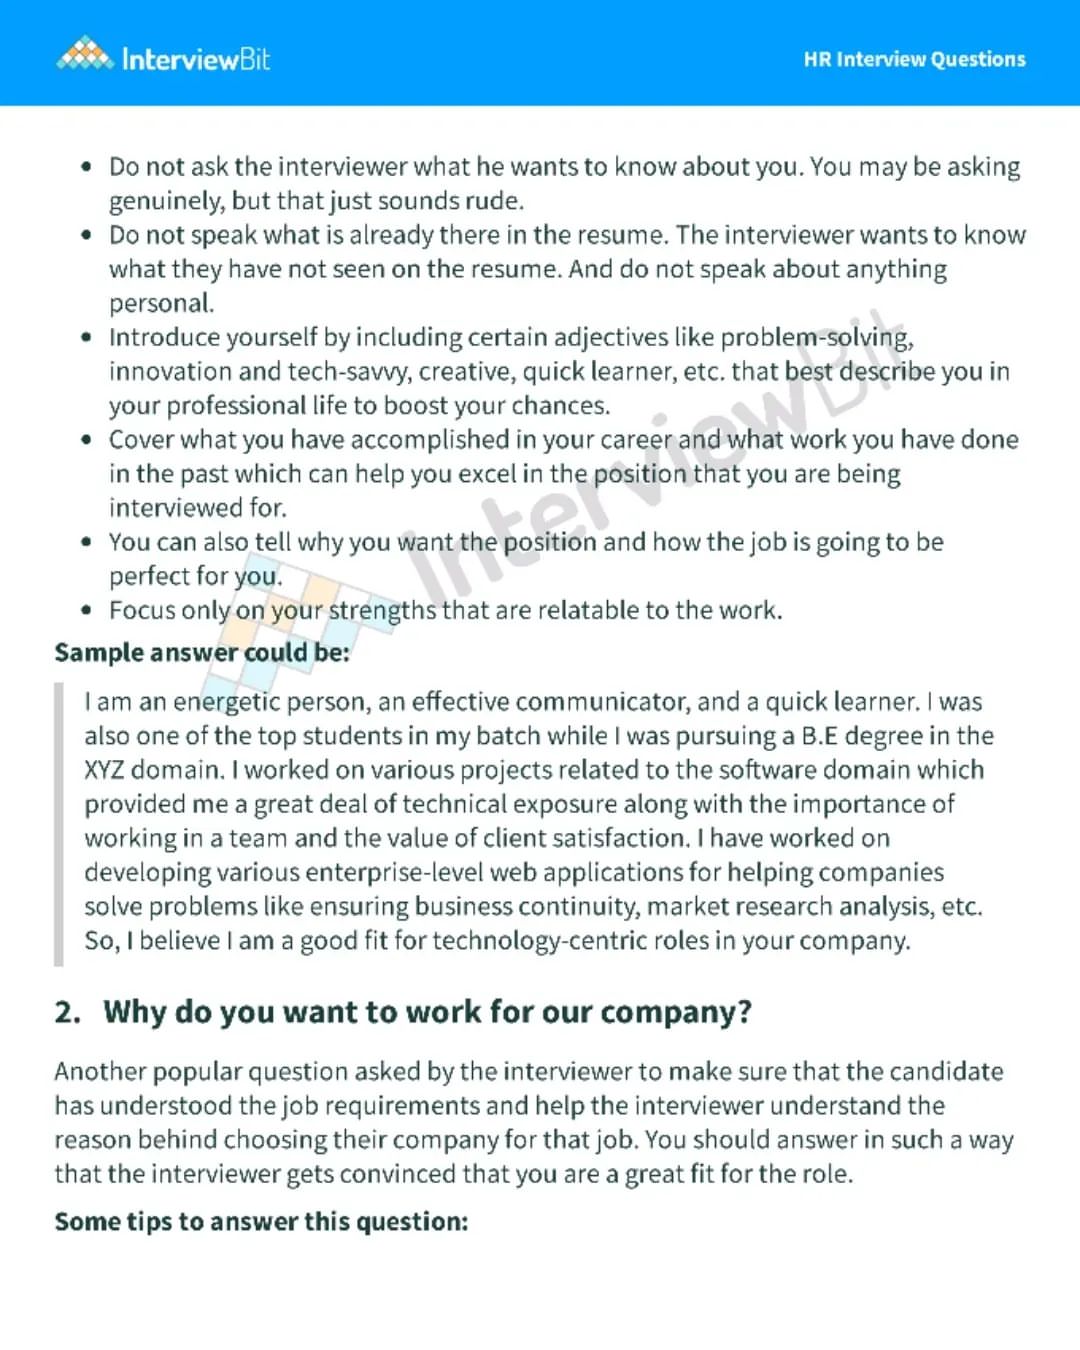 InterviewBit
HR Interview Questions
• Do not ask the interviewer what he wants to know about you. You may be asking
genuinely, but that just sounds rude.
• Do not speak what is already there in the resume. The interviewer wants to know
what they have not seen on the resume. And do not speak about anything
personal.
• Introduce yourself by including certain adjectives like problem-solving,
innovation and tech-savvy, creative, quick learner, etc. that best describe you in
your professional life to boost your chances.
• Cover what you have accomplished in your career and what work you have done
in the past which can help you excel in the position that you are being
interviewed for.
• You can also tell why you want the position and how the job is going to be
perfect for you.
• Focus only on your strengths that are relatable to the work.
InterviewBit
Sample answer could be:
I am an energetic person, an effective communicator, and a quick learner. I was
also one of the top students in my batch while I was pursuing a B.E degree in the
XYZ domain. I worked on various projects related to the software domain which
provided me a great deal of technical exposure along with the importance of
working in a team and the value of client satisfaction. I have worked on
developing various enterprise-level web applications for helping companies
solve problems like ensuring business continuity, market research analysis, etc.
So, I believe I am a good fit for technology-centric roles in your company.
2. Why do you want to work for our company?
Another popular question asked by the interviewer to make sure that the candidate
has understood the job requirements and help the interviewer understand the
reason behind choosing their company for that job. You should answer in such a way
that the interviewer gets convinced that you are a great fit for the role.
Some tips to answer this question: